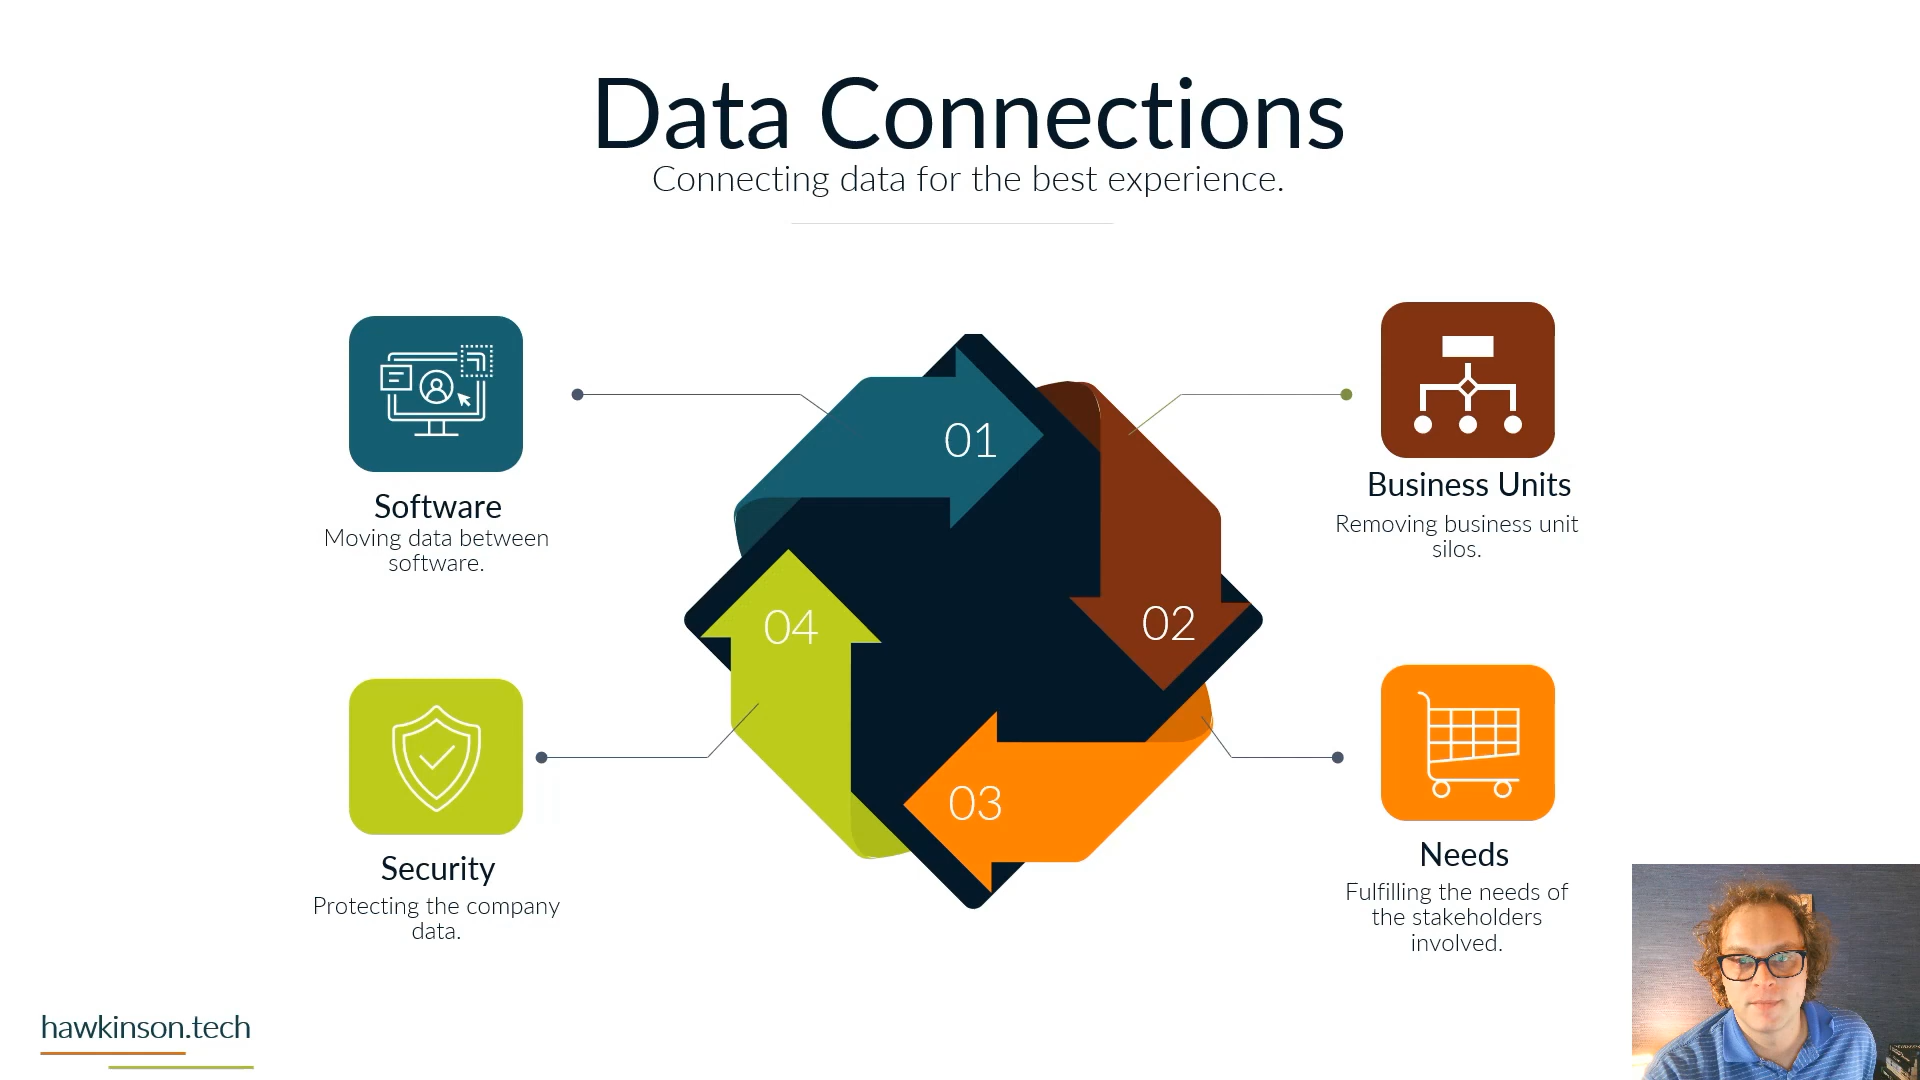 Data Connections
Connecting data for the best experience.
Software
Moving data between
software.
Business Units
Removing business unit
silos.
01
02
03
04
Security
Protecting the company
data.
Needs
Fulfilling the needs of
the stakeholders
involved.
hawkinson.tech